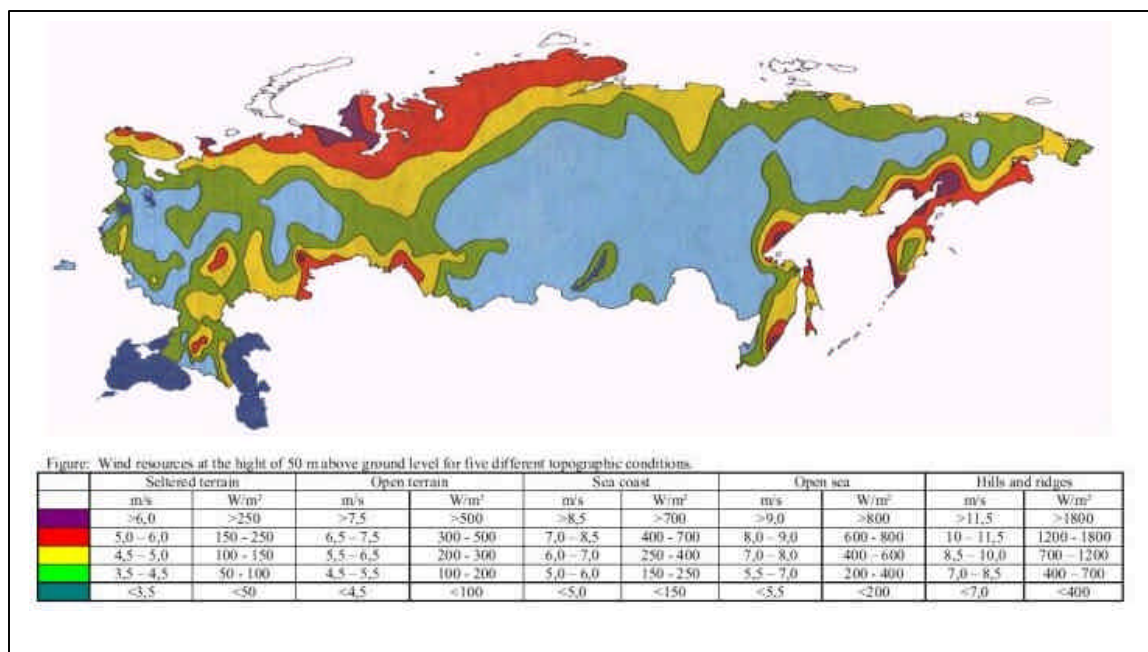 Figure: Wind resources at the hight of 50 m above ground level for five different topographic conditions.
Seltered terrain Open terrain Sea coast Open sea Hills and ridges
m/s W/m² m/s W/m² m/s W/m² m/s W/m² m/s W/m²
>6,0 >250 >7,5 >500 >8,5 >700 >9,0 >800 >11,5 >1800
5,0 – 6,0 150 - 250 6,5 – 7,5 300 - 500 7,0 – 8,5 400 - 700 8,0 – 9,0 600 - 800 10 – 11,5 1200 - 1800
4,5 – 5,0 100 - 150 5,5 – 6,5 200 - 300 6,0 – 7,0 250 - 400 7,0 – 8,0 400 – 600 8,5 – 10,0 700 – 1200
3,5 – 4,5 50 - 100 4,5 – 5,5 100 - 200 5,0 – 6,0 150 – 250 5,5 – 7,0 200 - 400 7,0 – 8,5 400 – 700
<3,5 <50 <4,5 <100 <5,0 <150 <5,5 <200 <7,0 <400